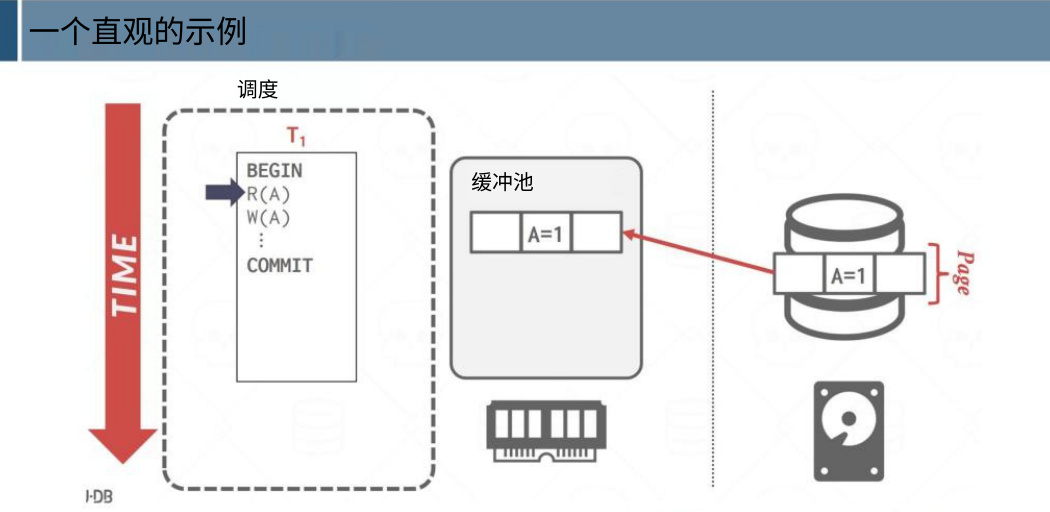 一个直观的示例
调度
TIME
T1
BEGIN
R(A)
W(A)
⋮
COMMIT
缓冲池
A=1
A=1
Page
I-DB